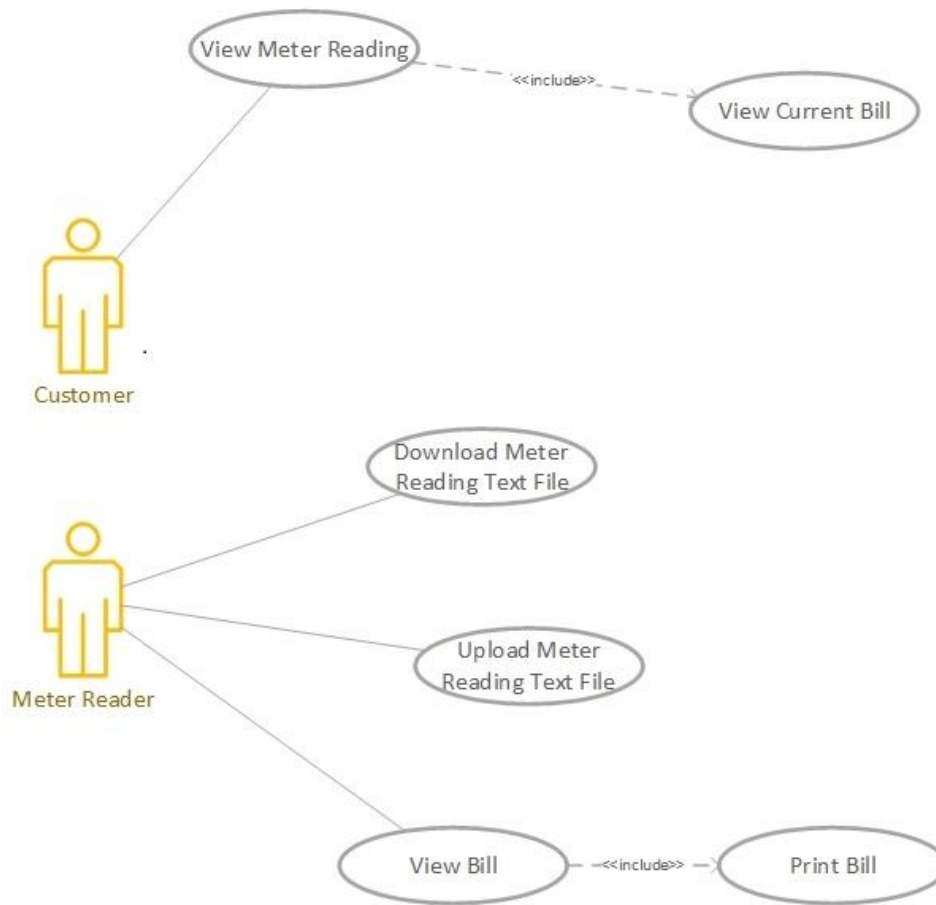 View Meter Reading
<<include>>
View Current Bill
Customer
Download Meter
Reading Text File
Upload Meter
Reading Text File
Meter Reader
View Bill
<<include>>
Print Bill